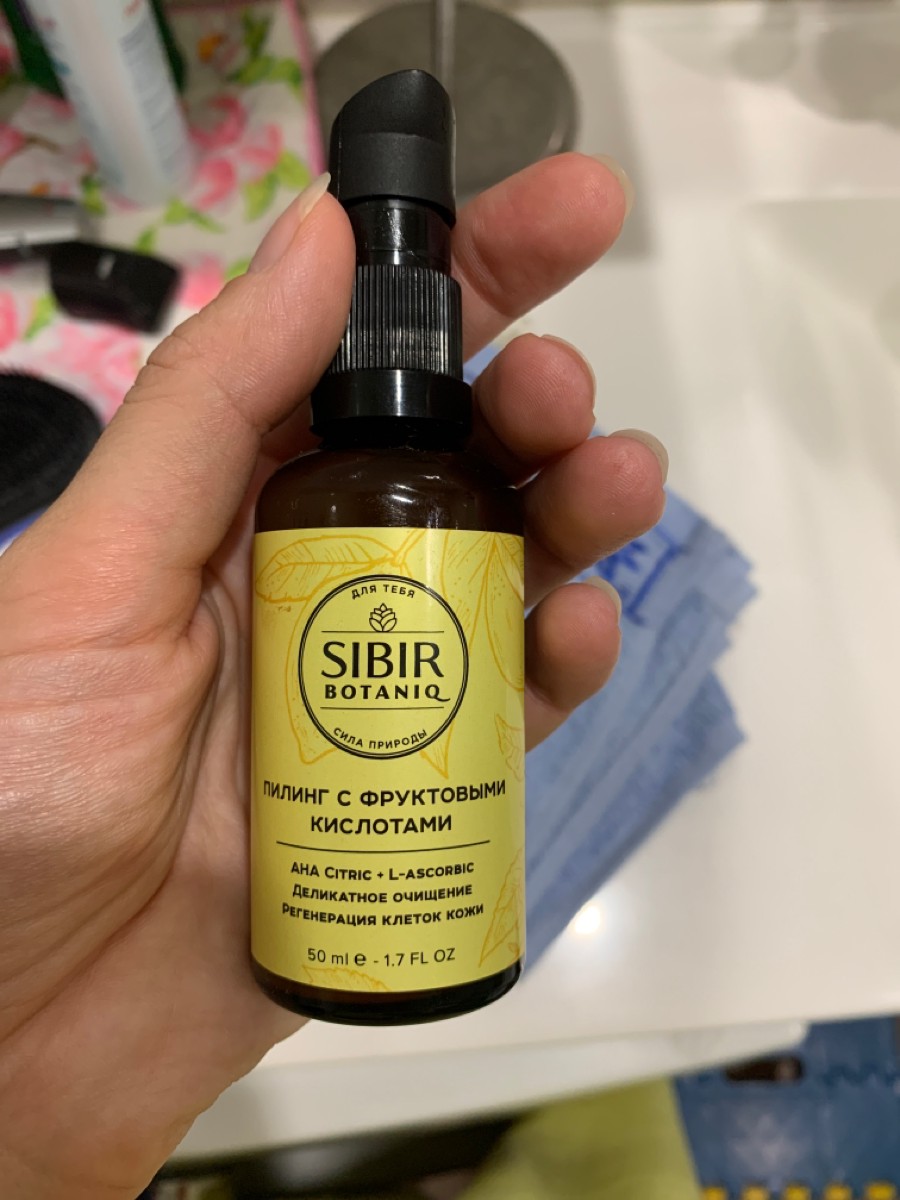 ДЛЯ ТЕБЯ
SIBIR
BOTANIQ
СИЛА ПРИРОДЫ
ПИЛИНГ С ФРУКТОВЫМИ
КИСЛОТАМИ
AHA CITRIC + L-ASCORBIC
ДЕЛИКАТНОЕ ОЧИЩЕНИЕ
РЕГЕНЕРАЦИЯ КЛЕТОК КОЖИ
50 ml e - 1.7 FL OZ